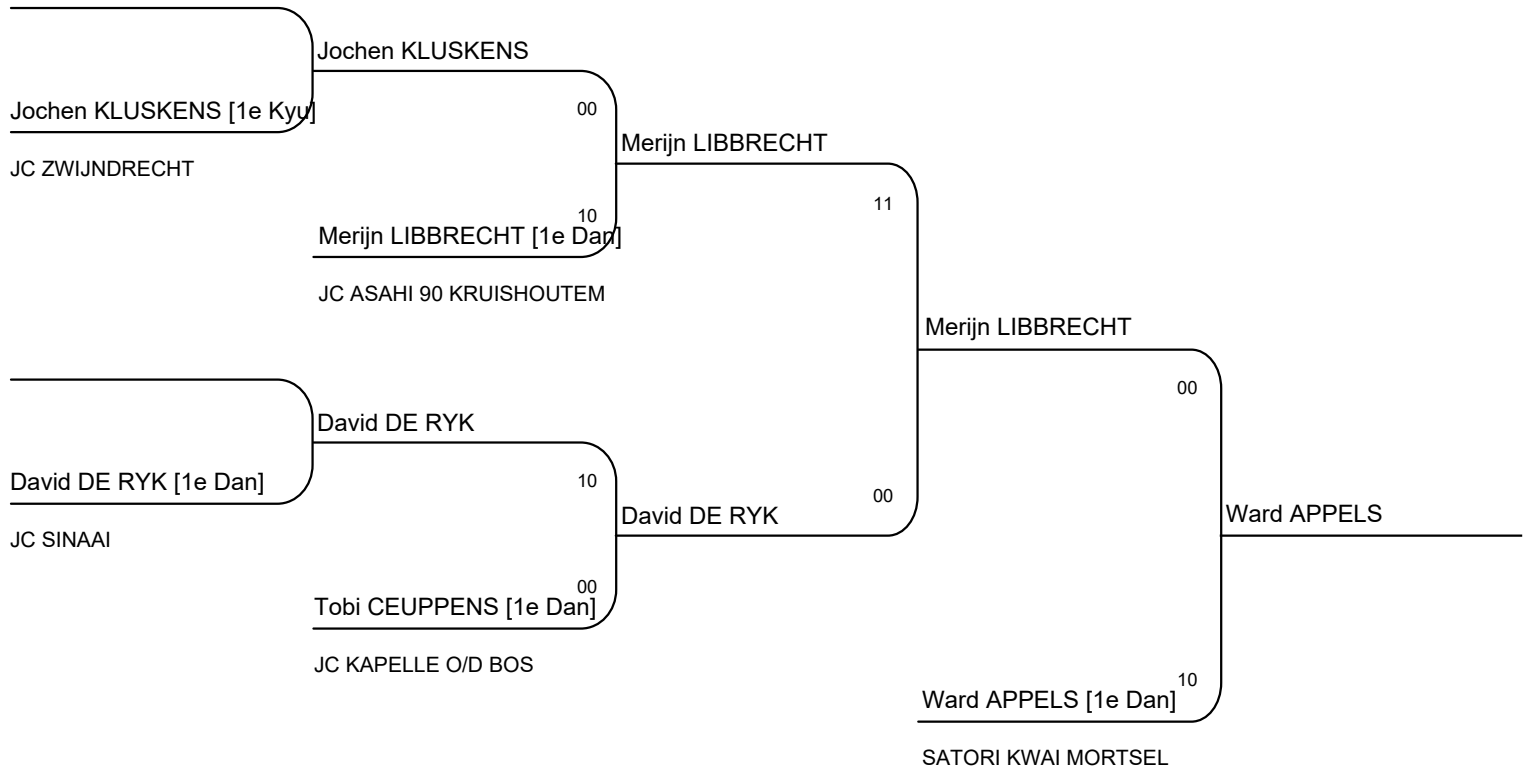 Jochen KLUSKENS
Jochen KLUSKENS [1e Kyu]
00
Merijn LIBBRECHT
JC ZWIJNDRECHT
11
10
Merijn LIBBRECHT [1e Dan]
JC ASAHI 90 KRUISHOUTEM
Merijn LIBBRECHT
00
David DE RYK
David DE RYK [1e Dan]
10
00
David DE RYK
Ward APPELS
JC SINAAI
00
Tobi CEUPPENS [1e Dan]
JC KAPELLE O/D BOS
10
Ward APPELS [1e Dan]
SATORI KWAI MORTSEL